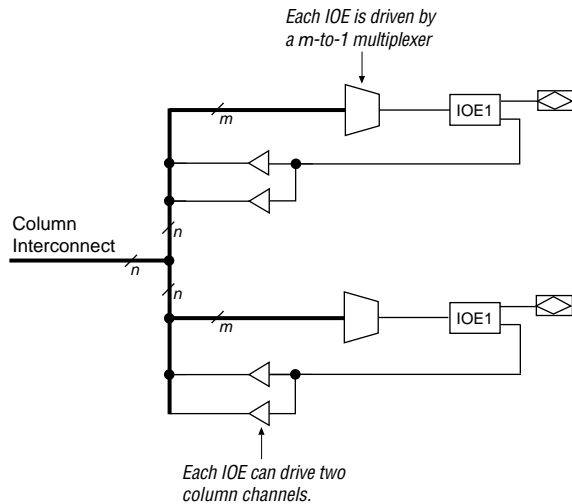 Each IOE is driven by
a m-to-1 multiplexer
m
IOE1
n
Column
Interconnect
n
n
m
IOE1
Each IOE can drive two
column channels.